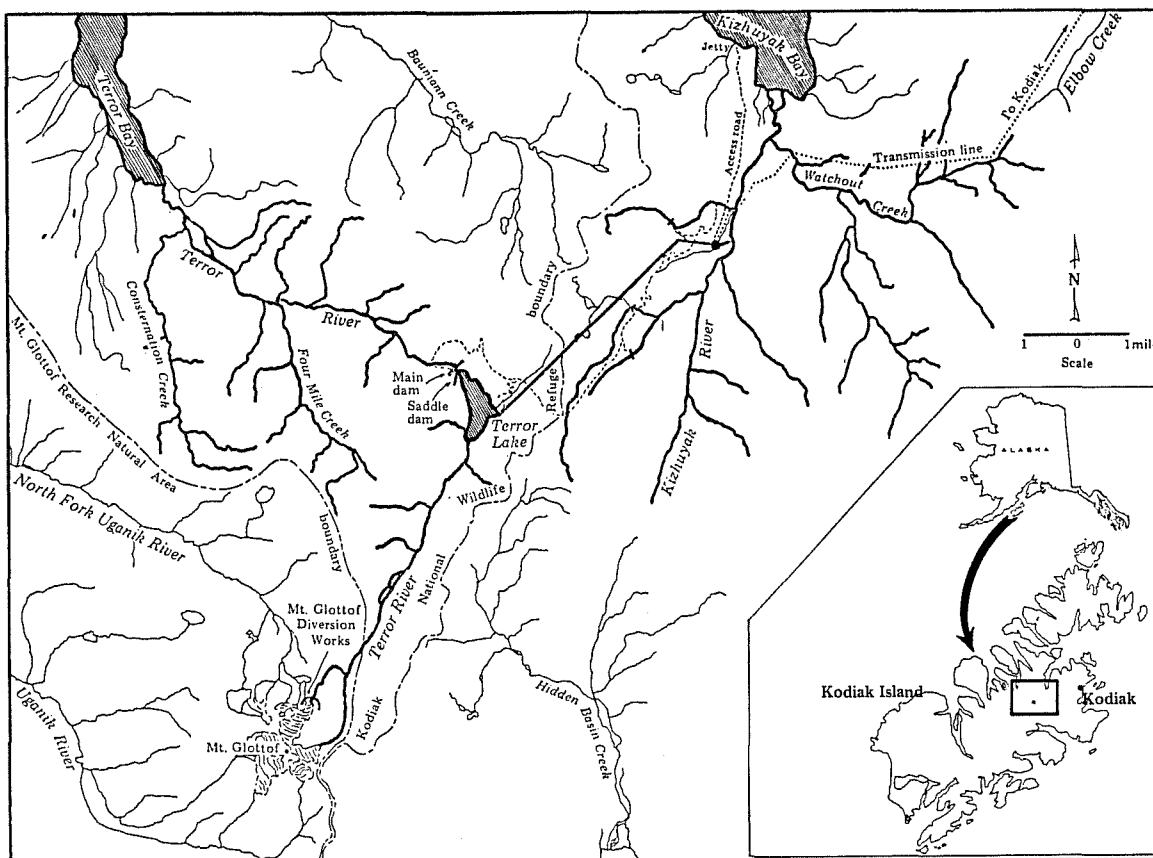 Terror Bay
Bauniann Creek
Kizhuyak Bay
Jetty
Access road
To Kodiak
Elbow Creek
Transmission line
Watchout
Creek
Terror
River
Consternation Creek
Four Mile Creek
boundary
Refuge
Wildlife
National
Kodiak
Main
dam
Saddle
dam
Terror
Lake
River
Kizhuyak
N
1 0 1 mile
Scale
Mt. Glottof Research Natural Area
boundary
North Fork Uganik River
Mt. Glottof
Diversion
Works
Terror River
Uganik River
Mt. Glottof
Hidden Basin Creek
ALASKA
Kodiak Island
Kodiak